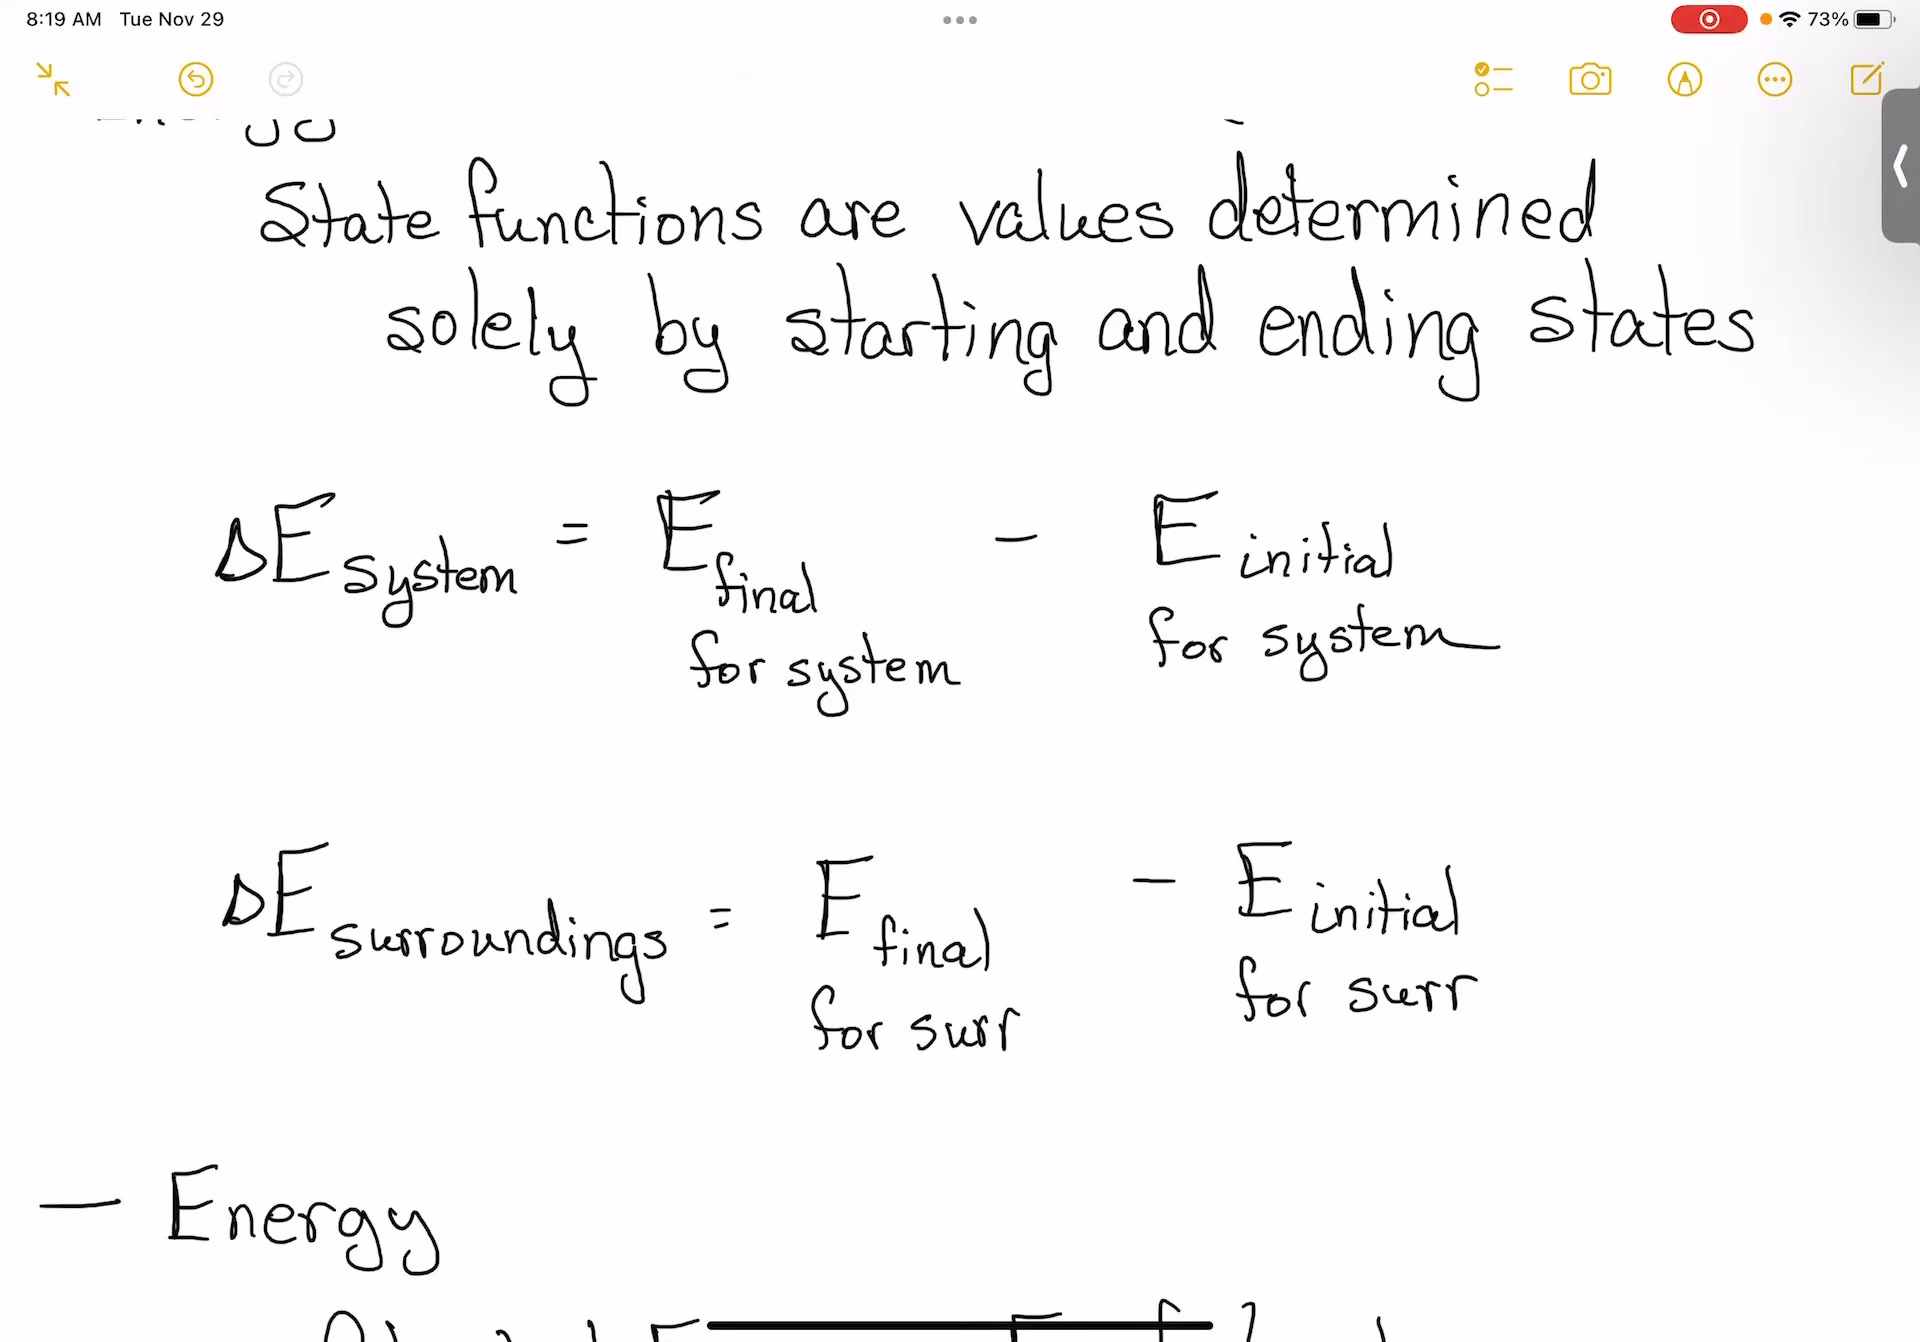 8:19 AM Tue Nov 29
73%
State functions are values determined
solely by starting and ending states
ΔE system = E final for system - E initial for system
ΔE surroundings = E final for surr - E initial for surr
- Energy